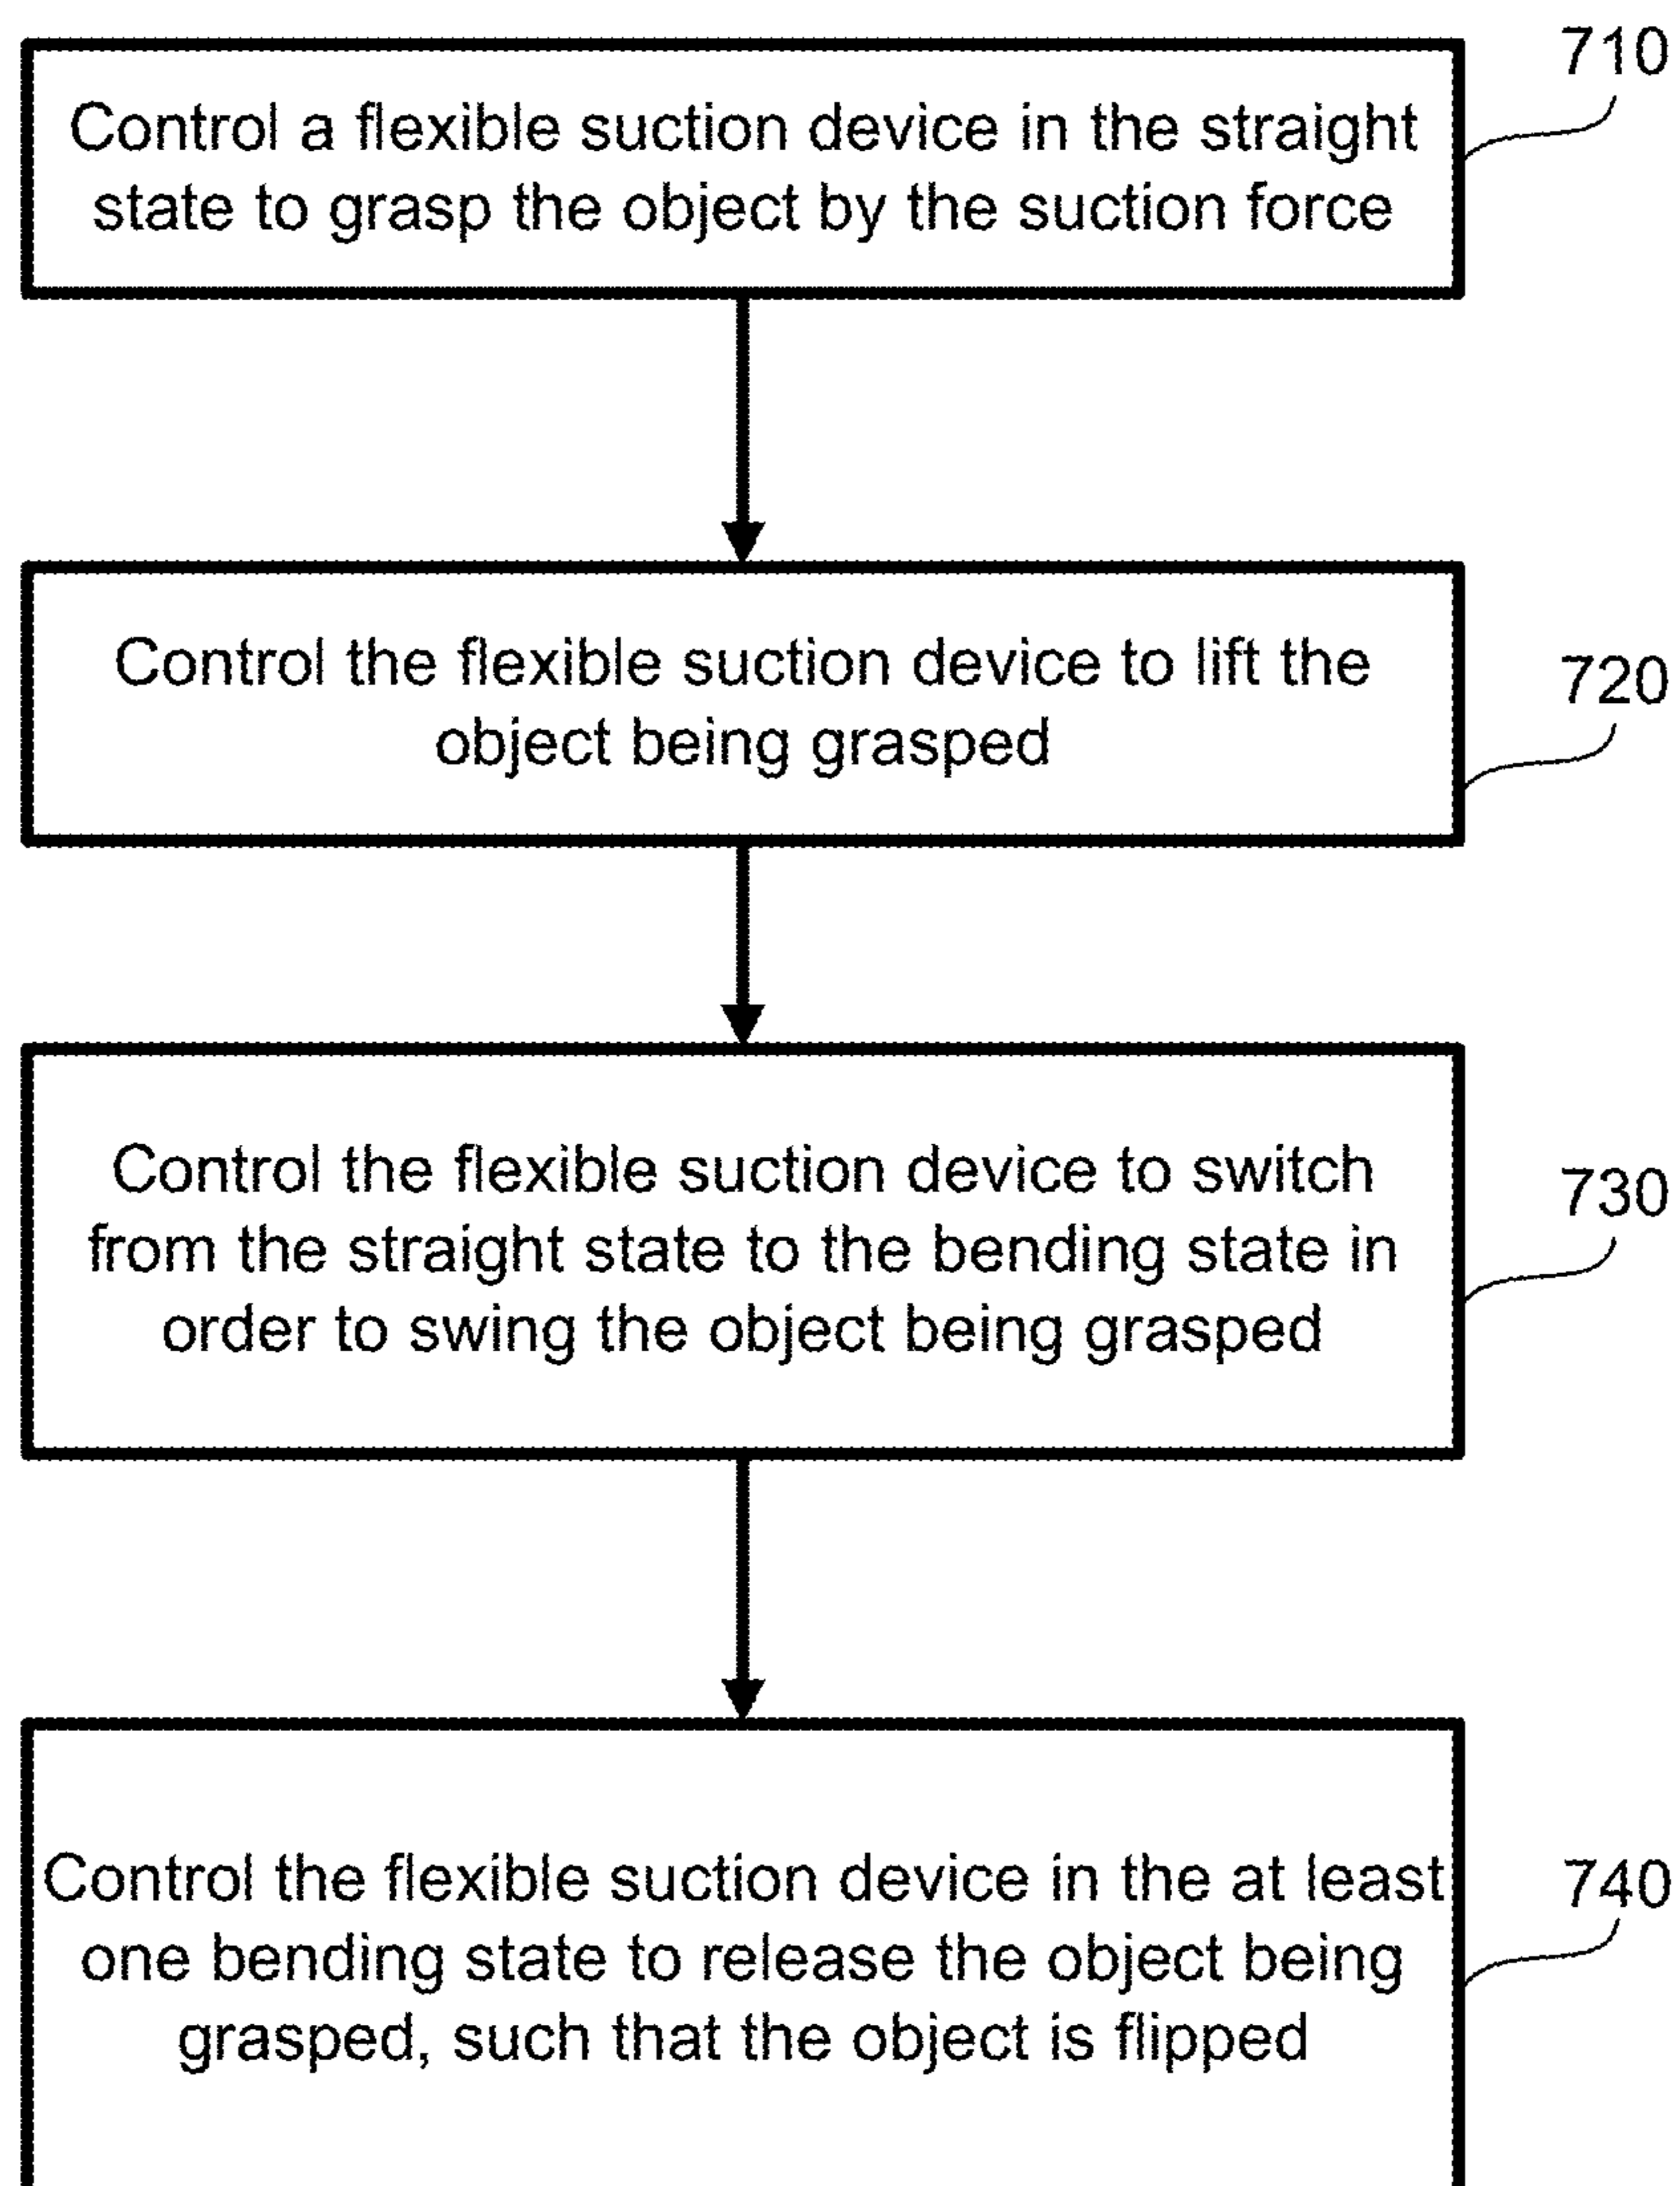 710
Control a flexible suction device in the straight
state to grasp the object by the suction force
Control the flexible suction device to lift the
object being grasped
720
Control the flexible suction device to switch
from the straight state to the bending state in
order to swing the object being grasped
730
Control the flexible suction device in the at least
one bending state to release the object being
grasped, such that the object is flipped
740